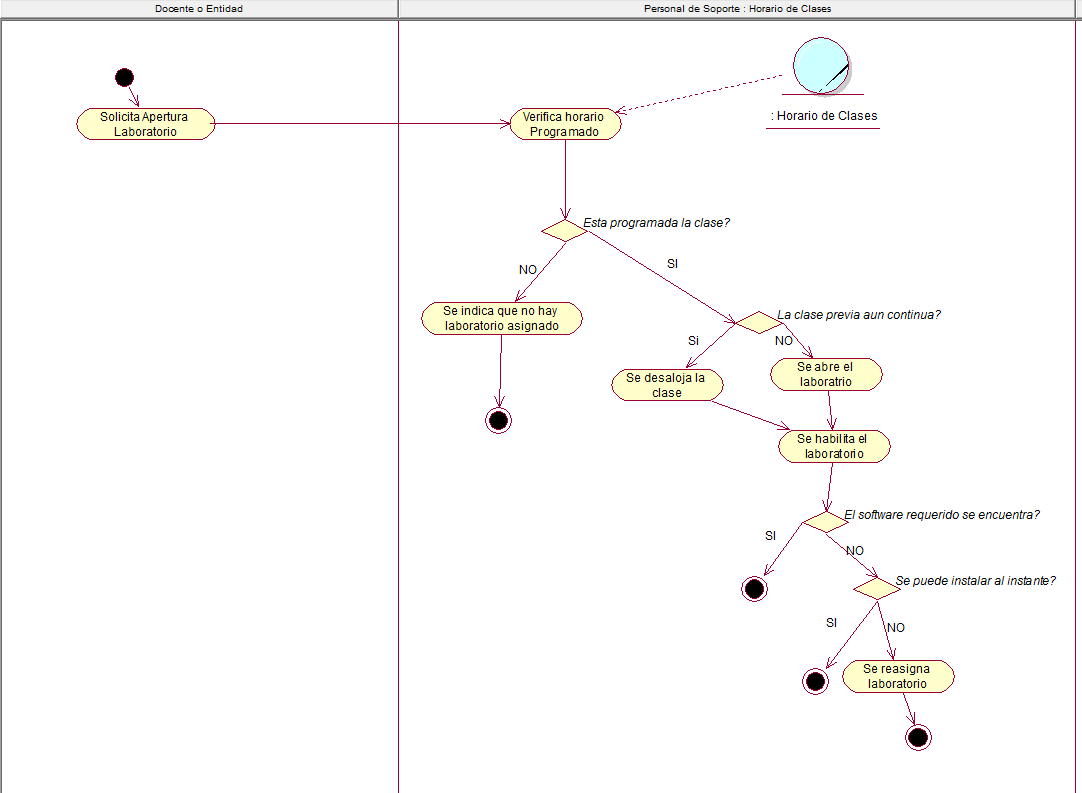 Docente o Entidad
Personal de Soporte : Horario de Clases
: Horario de Clases
Solicita Apertura
Laboratorio
Verifica horario
Programado
Esta programada la clase?
NO
SI
Se indica que no hay
laboratorio asignado
La clase previa aun continua?
Si
NO
Se desaloja la
clase
Se abre el
laboratrio
Se habilita el
laboratorio
El software requerido se encuentra?
SI
NO
Se puede instalar al instante?
SI
NO
Se reasigna
laboratorio